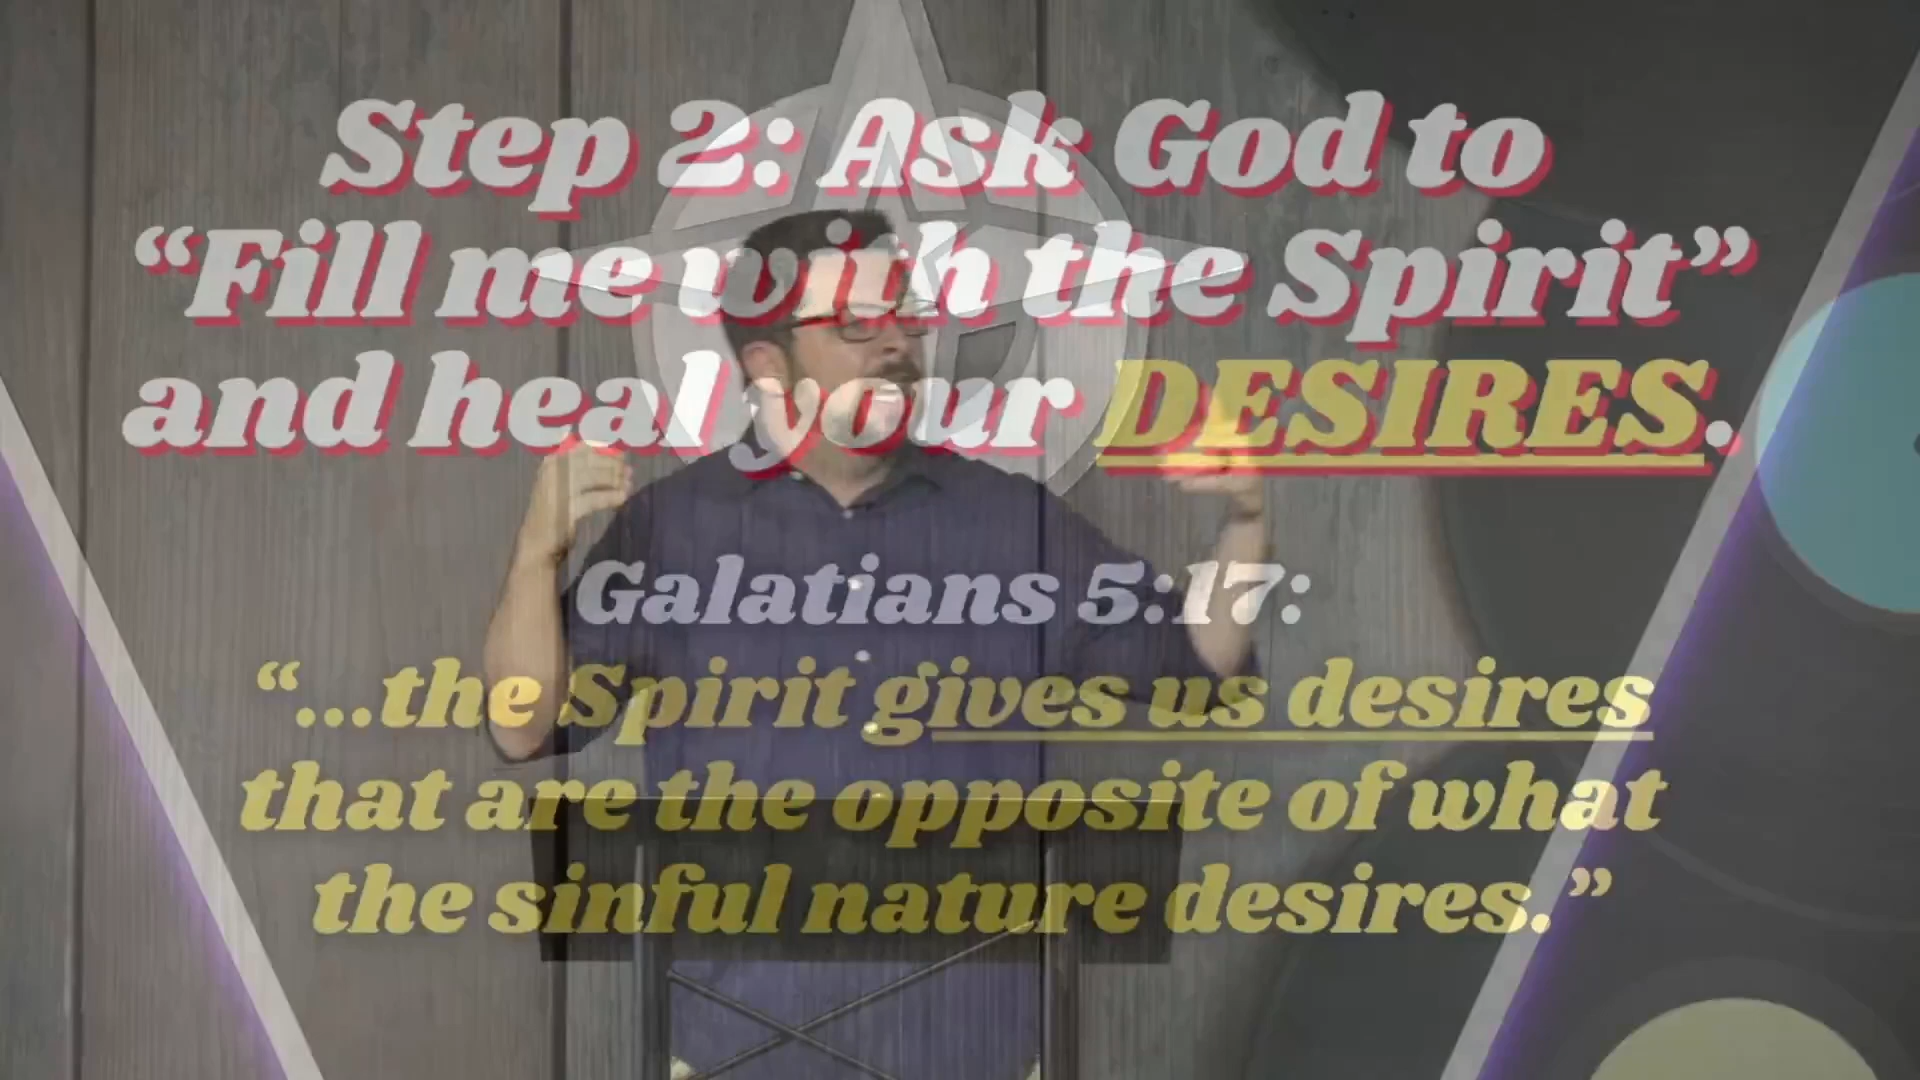 Step 2: Ask God to
“Fill me with the Spirit”
and heal your DESIRES.
Galatians 5:17:
“...the Spirit gives us desires
that are the opposite of what
the sinful nature desires.”